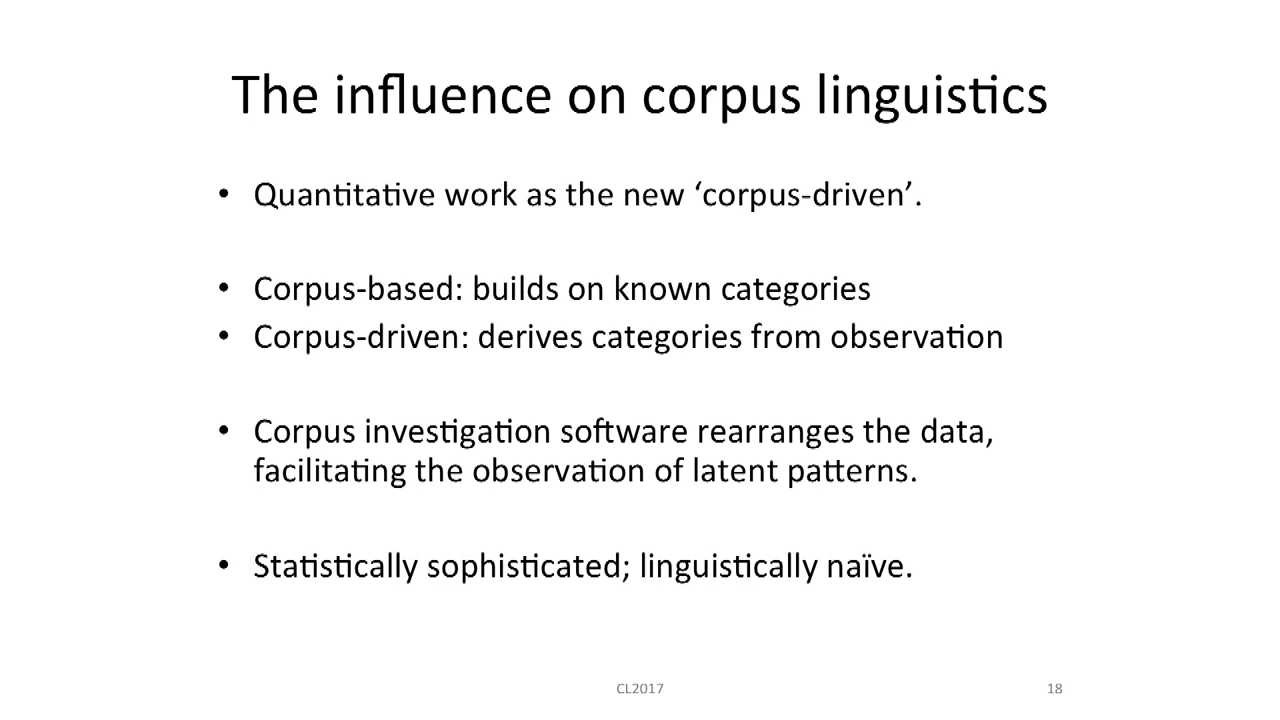 The influence on corpus linguistics
• Quantitative work as the new ‘corpus-driven’.
• Corpus-based: builds on known categories
• Corpus-driven: derives categories from observation
• Corpus investigation software rearranges the data,
facilitating the observation of latent patterns.
• Statistically sophisticated; linguistically naïve.
CL2017
18